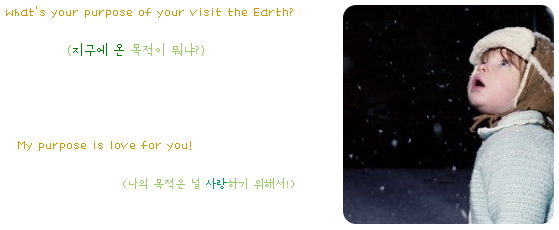 what's your purpose of your visit the Earth?
(지구에 온 목적이 뭐냐?)
My purpose is love for you!
(나의 목적은 널 사랑하기 위해서!)